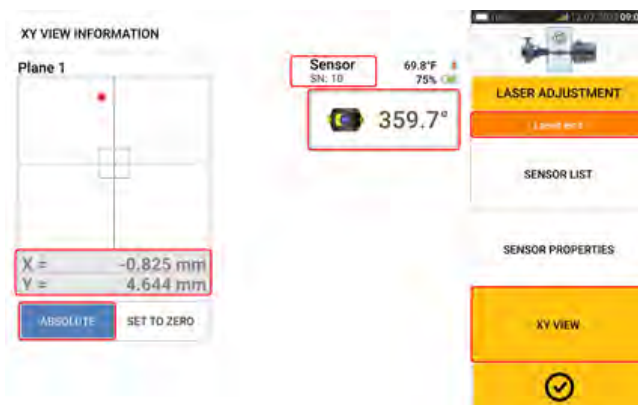 XY VIEW INFORMATION
Plane 1
Sensor
SN: 10
69.8°F
75%
359.7°
X = -0.825 mm
Y = 4.644 mm
ABSOLUTE
SET TO ZERO
LASER ADJUSTMENT
SENSOR LIST
SENSOR PROPERTIES
XY VIEW